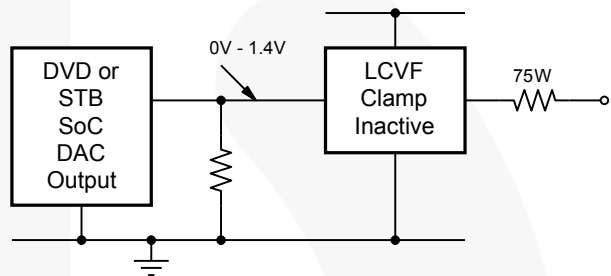 0V - 1.4V
DVD or
STB
SoC
DAC
Output
LCVF
Clamp
Inactive
75W